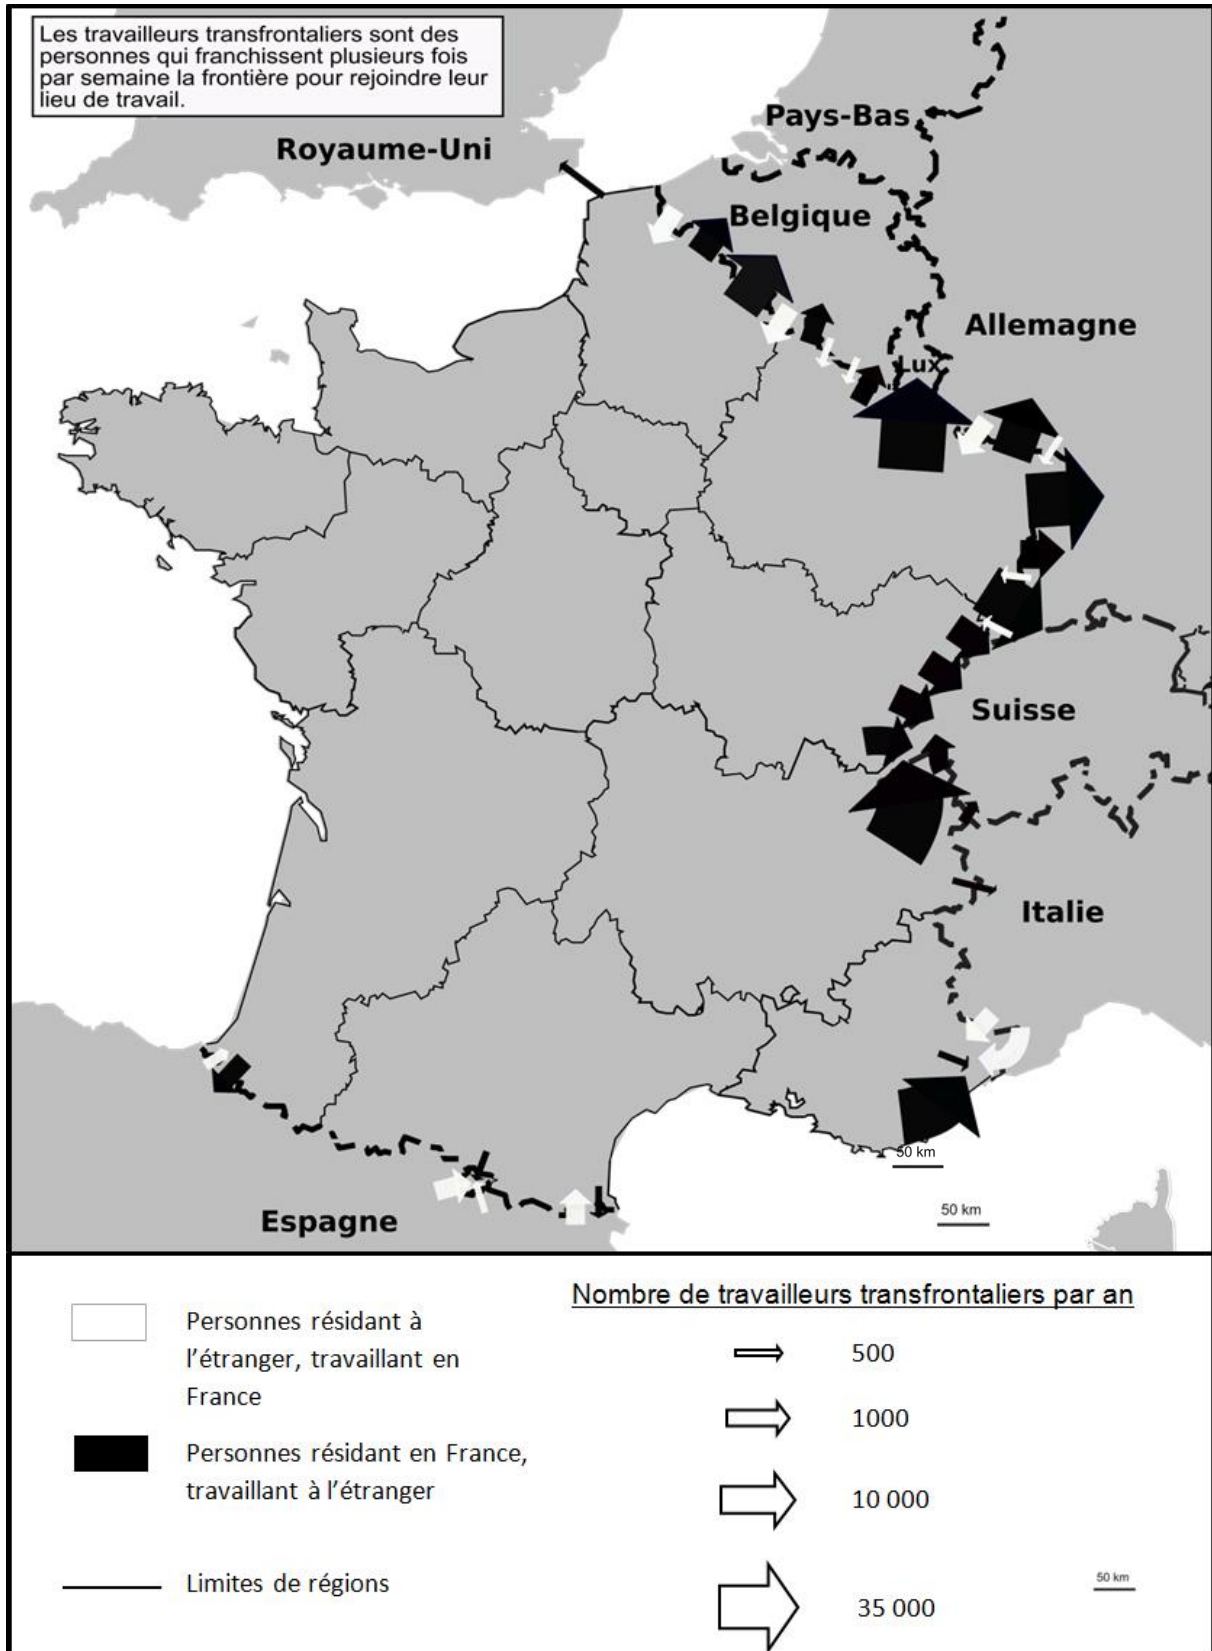 Les travailleurs transfrontaliers sont des
personnes qui franchissent plusieurs fois
par semaine la frontière pour rejoindre leur
lieu de travail.
Pays-Bas
Royaume-Uni
Belgique
Allemagne
Lux
Suisse
Italie
50 km
50 km
Espagne
Nombre de travailleurs transfrontaliers par an
Personnes résidant à
l'étranger, travaillant en
France
Personnes résidant en France,
travaillant à l'étranger
Limites de régions
500
1000
10 000
35 000
50 km